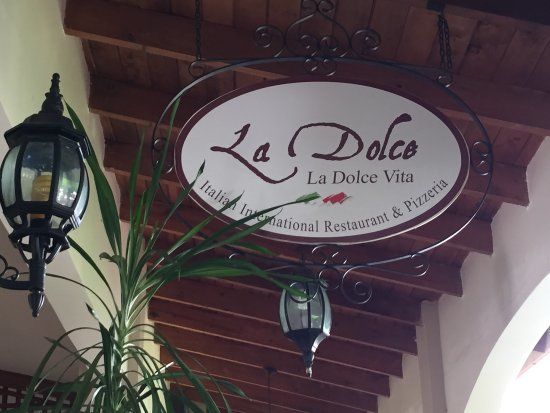 La Dolce
La Dolce Vita
Italian International Restaurant & Pizzeria